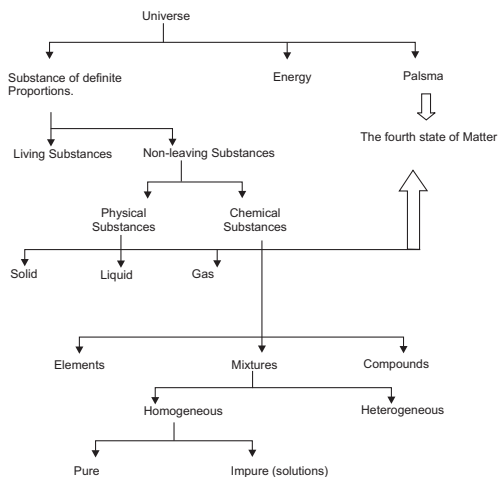 Universe
Substance of definite
Proportions.
Energy
Palsma
The fourth state of Matter
Living Substances
Non-leaving Substances
Physical
Substances
Chemical
Substances
Solid
Liquid
Gas
Elements
Mixtures
Compounds
Homogeneous
Heterogeneous
Pure
Impure (solutions)